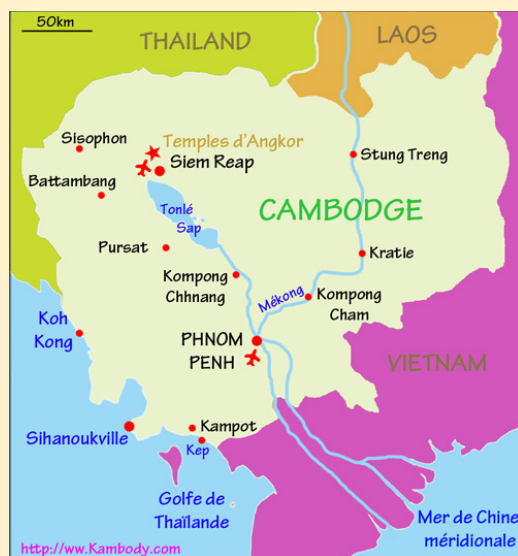 50km
THAILAND
LAOS
Sisophon
Temples d'Angkor
Siem Reap
Stung Treng
Battambang
Tonlé
Sap
CAMBODGE
Pursat
Kratie
Kompong
Chhnang
Mékong
Kompong
Cham
Koh
Kong
PHNOM
PENH
VIETNAM
Sihanoukville
Kampot
Kep
Golfe de
Thaïlande
Mer de Chine
méridionale
http://ww.Kambody.com